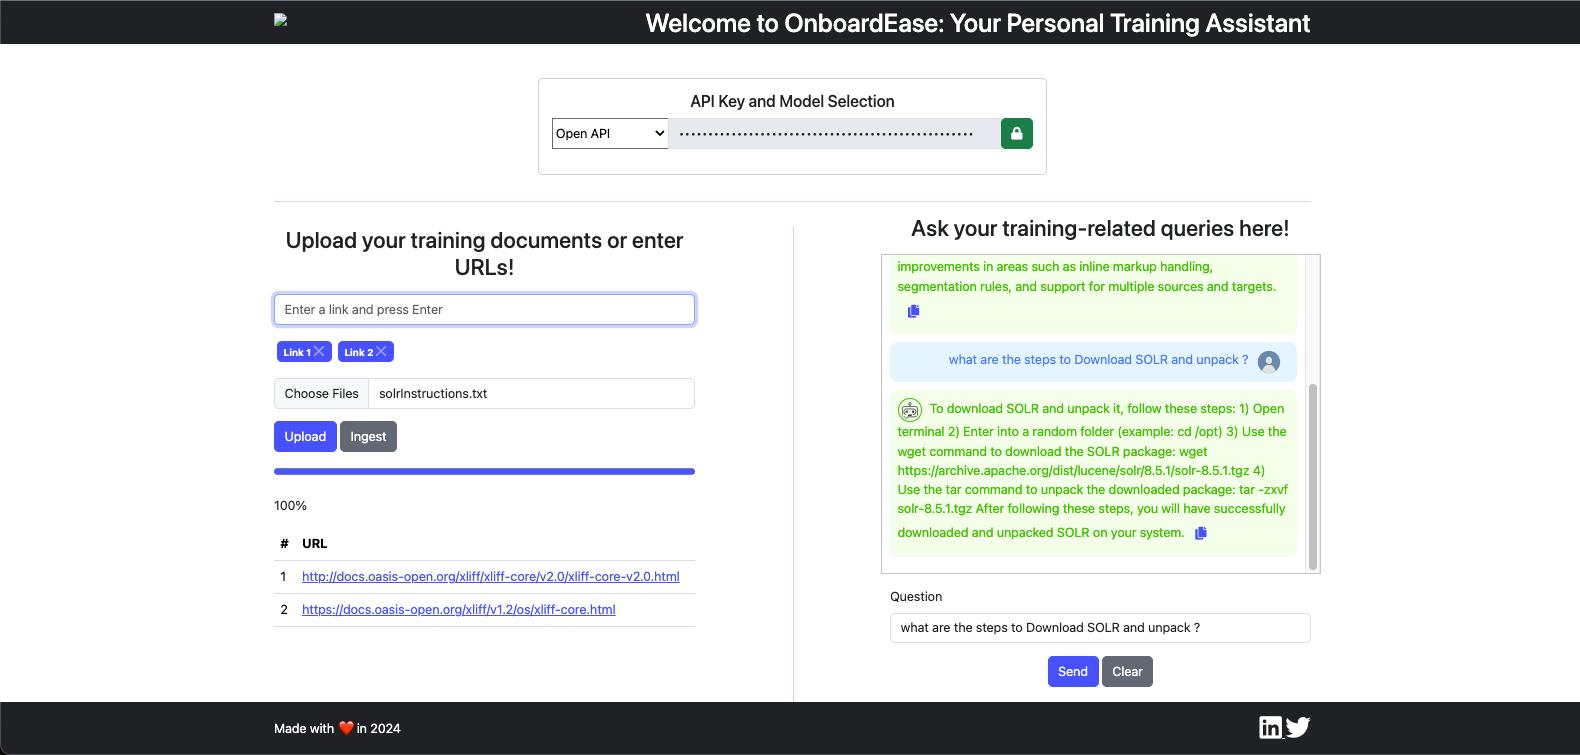 Welcome to OnboardEase: Your Personal Training Assistant
API Key and Model Selection
Open API
••••••••••••••••••••••••••••••••••••••••••••••••••
Upload your training documents or enter
URLs!
Enter a link and press Enter
Link 1
Link 2
Choose Files
solrInstructions.txt
Upload
Ingest
100%
# URL
1 http://docs.oasis-open.org/xliff/xliff-core/v2.0/xliff-core-v2.0.html
2 https://docs.oasis-open.org/xliff/v1.2/os/xliff-core.html
Ask your training-related queries here!
improvements in areas such as inline markup handling,
segmentation rules, and support for multiple sources and targets.
what are the steps to Download SOLR and unpack ?
To download SOLR and unpack it, follow these steps: 1) Open
terminal 2) Enter into a random folder (example: cd /opt) 3) Use the
wget command to download the SOLR package: wget
https://archive.apache.org/dist/lucene/solr/8.5.1/solr-8.5.1.tgz 4)
Use the tar command to unpack the downloaded package: tar -zxvf
solr-8.5.1.tgz After following these steps, you will have successfully
downloaded and unpacked SOLR on your system.
Question
what are the steps to Download SOLR and unpack ?
Send
Clear
Made with ❤️ in 2024
in